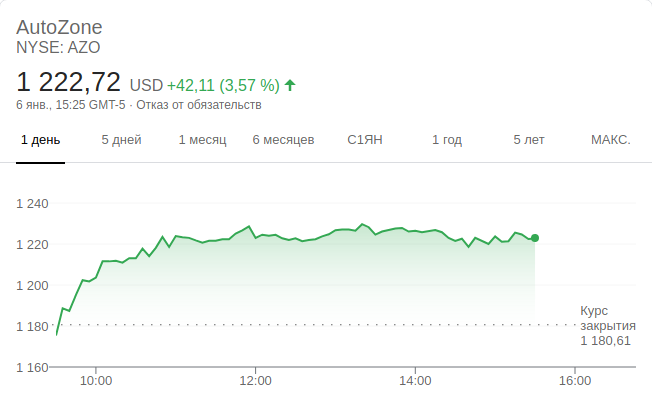 AutoZone
NYSE: AZO
1 222,72 USD +42,11 (3,57 %)
6 янв., 15:25 GMT-5 · Отказ от обязательств
1 день 5 дней 1 месяц 6 месяцев С1ЯН 1 год 5 лет МАКС.
1 240
1 220
1 200
1 180
1 160
Курс
закрытия
1 180,61
10:00 12:00 14:00 16:00